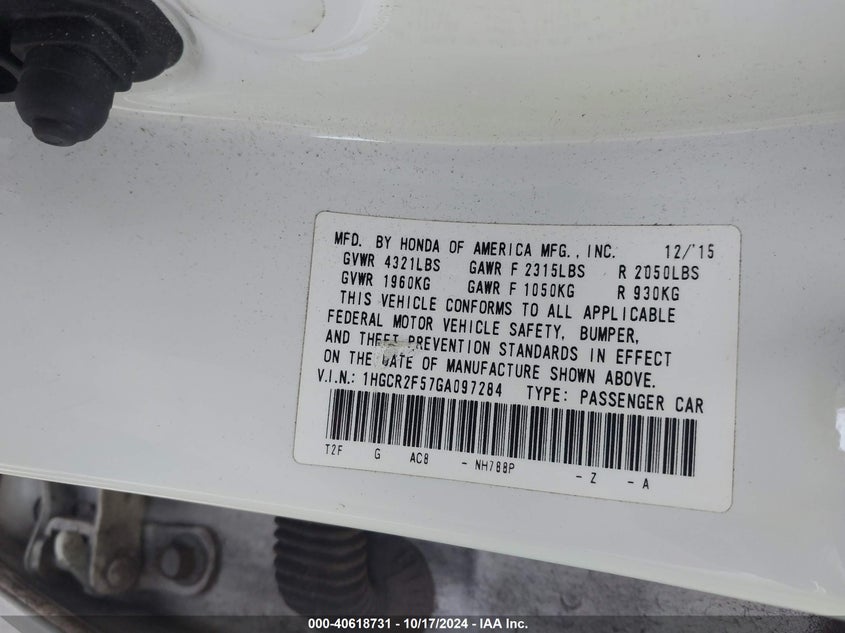 MFD. BY HONDA OF AMERICA MFG., INC. 12/'15
GVWR 4321LBS GAWR F 2315LBS R 2050LBS
GVWR 1960KG GAWR F 1050KG R 930KG
THIS VEHICLE CONFORMS TO ALL APPLICABLE
FEDERAL MOTOR VEHICLE SAFETY, BUMPER,
AND THEFT PREVENTION STANDARDS IN EFFECT
ON THE DATE OF MANUFACTURE SHOWN ABOVE.
V.I.N.: 1HGCR2F57GA097284 TYPE: PASSENGER CAR
T2F G AC8 - NH788P - Z - A
000-40618731 - 10/17/2024 - IAA Inc.